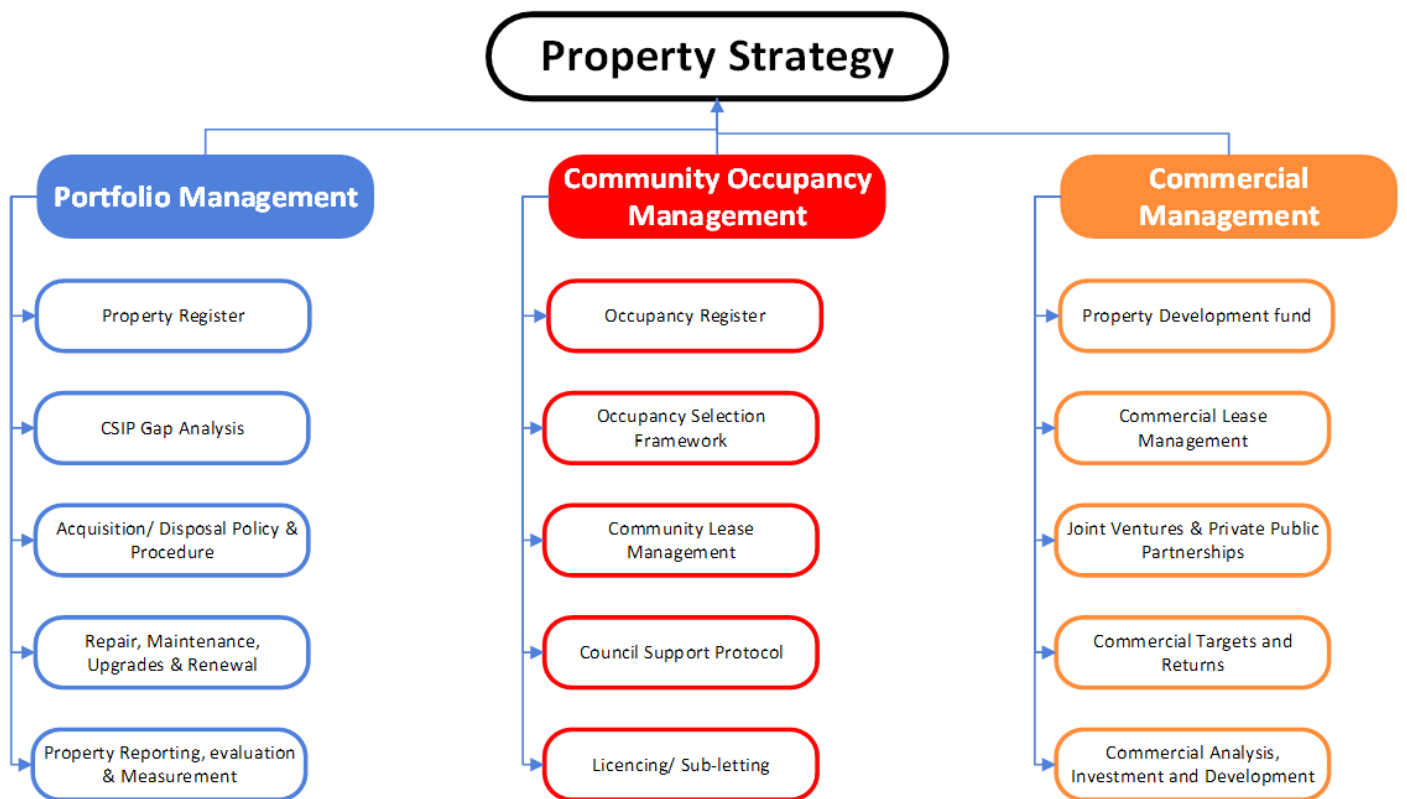 Property Strategy
Portfolio Management
Property Register
CSIP Gap Analysis
Acquisition/ Disposal Policy &
Procedure
Repair, Maintenance,
Upgrades & Renewal
Property Reporting, evaluation
& Measurement
Community Occupancy
Management
Occupancy Register
Occupancy Selection
Framework
Community Lease
Management
Council Support Protocol
Licencing/ Sub-letting
Commercial
Management
Property Development fund
Commercial Lease
Management
Joint Ventures & Private Public
Partnerships
Commercial Targets and
Returns
Commercial Analysis,
Investment and Development